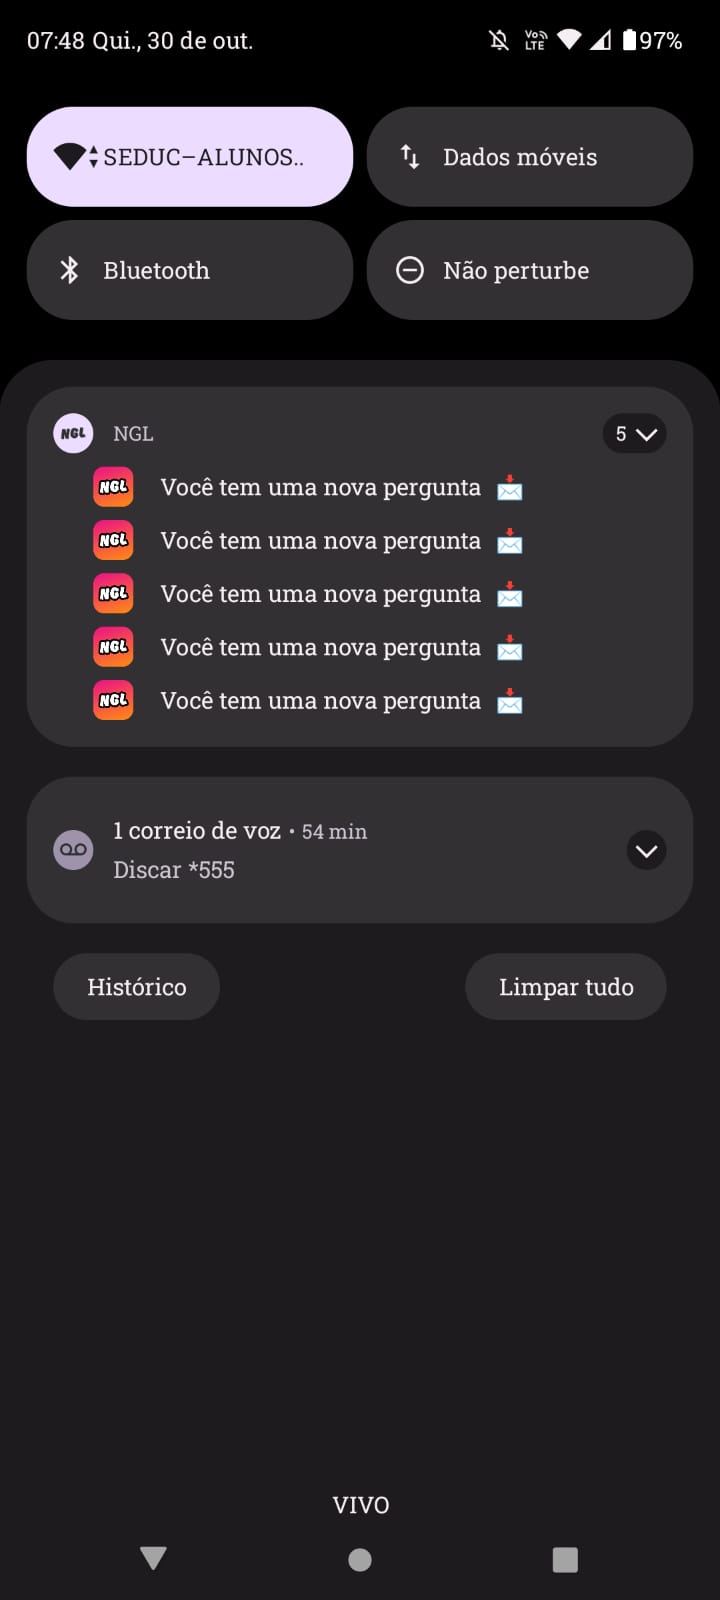 07:48 Qui., 30 de out.
Vo LTE
97%
SEDUC–ALUNOS..
Dados móveis
Bluetooth
Não perturbe
NGL NGL
5
NGL Você tem uma nova pergunta
NGL Você tem uma nova pergunta
NGL Você tem uma nova pergunta
NGL Você tem uma nova pergunta
NGL Você tem uma nova pergunta
1 correio de voz • 54 min
Discar *555
Histórico
Limpar tudo
VIVO